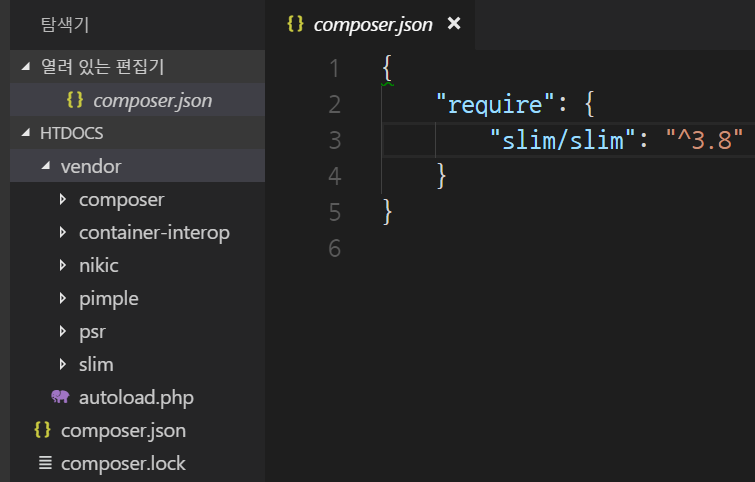 탐색기
열려 있는 편집기
{} composer.json
HTDOCS
vendor
composer
container-interop
nikic
pimple
psr
slim
autoload.php
{} composer.json
composer.lock
{} composer.json ×
1 {
2 "require": {
3 "slim/slim": "^3.8"
4 }
5 }
6